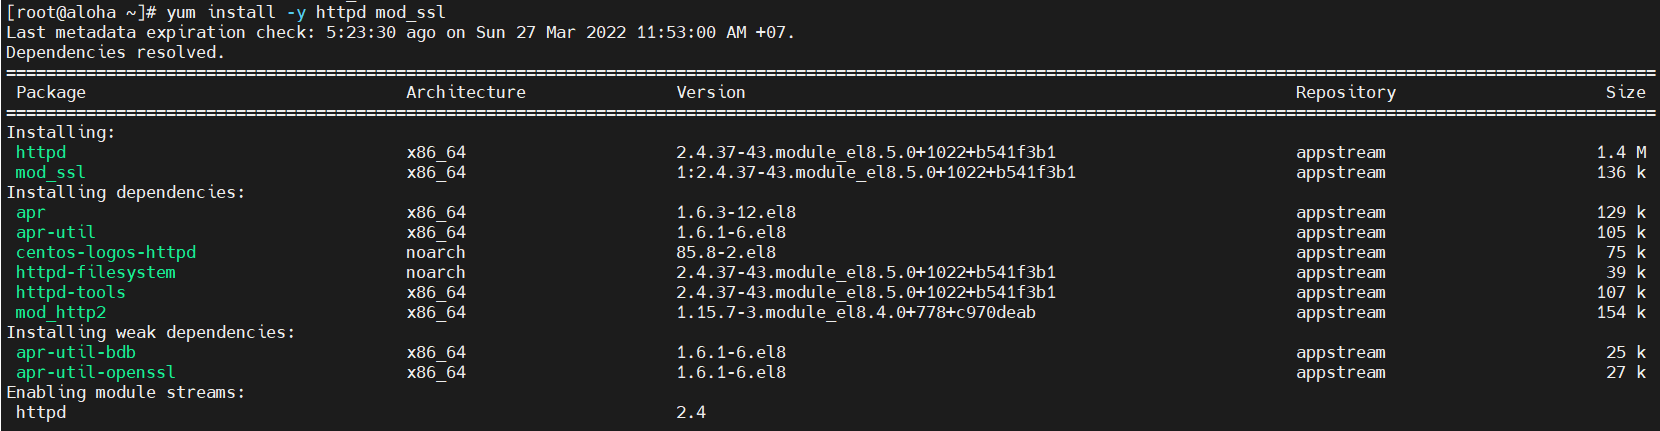 [root@aloha ~]# yum install -y httpd mod_ssl
Last metadata expiration check: 5:23:30 ago on Sun 27 Mar 2022 11:53:00 AM +07.
Dependencies resolved.
================================================================================
Package Architecture Version Repository Size
================================================================================
Installing:
httpd x86_64 2.4.37-43.module_el8.5.0+1022+b541f3b1 appstream 1.4 M
mod_ssl x86_64 1:2.4.37-43.module_el8.5.0+1022+b541f3b1 appstream 136 k
Installing dependencies:
apr x86_64 1.6.3-12.el8 appstream 129 k
apr-util x86_64 1.6.1-6.el8 appstream 105 k
centos-logos-httpd noarch 85.8-2.el8 appstream 75 k
httpd-filesystem noarch 2.4.37-43.module_el8.5.0+1022+b541f3b1 appstream 39 k
httpd-tools x86_64 2.4.37-43.module_el8.5.0+1022+b541f3b1 appstream 107 k
mod_http2 x86_64 1.15.7-3.module_el8.4.0+778+c970deab appstream 154 k
Installing weak dependencies:
apr-util-bdb x86_64 1.6.1-6.el8 appstream 25 k
apr-util-openssl x86_64 1.6.1-6.el8 appstream 27 k
Enabling module streams:
httpd 2.4